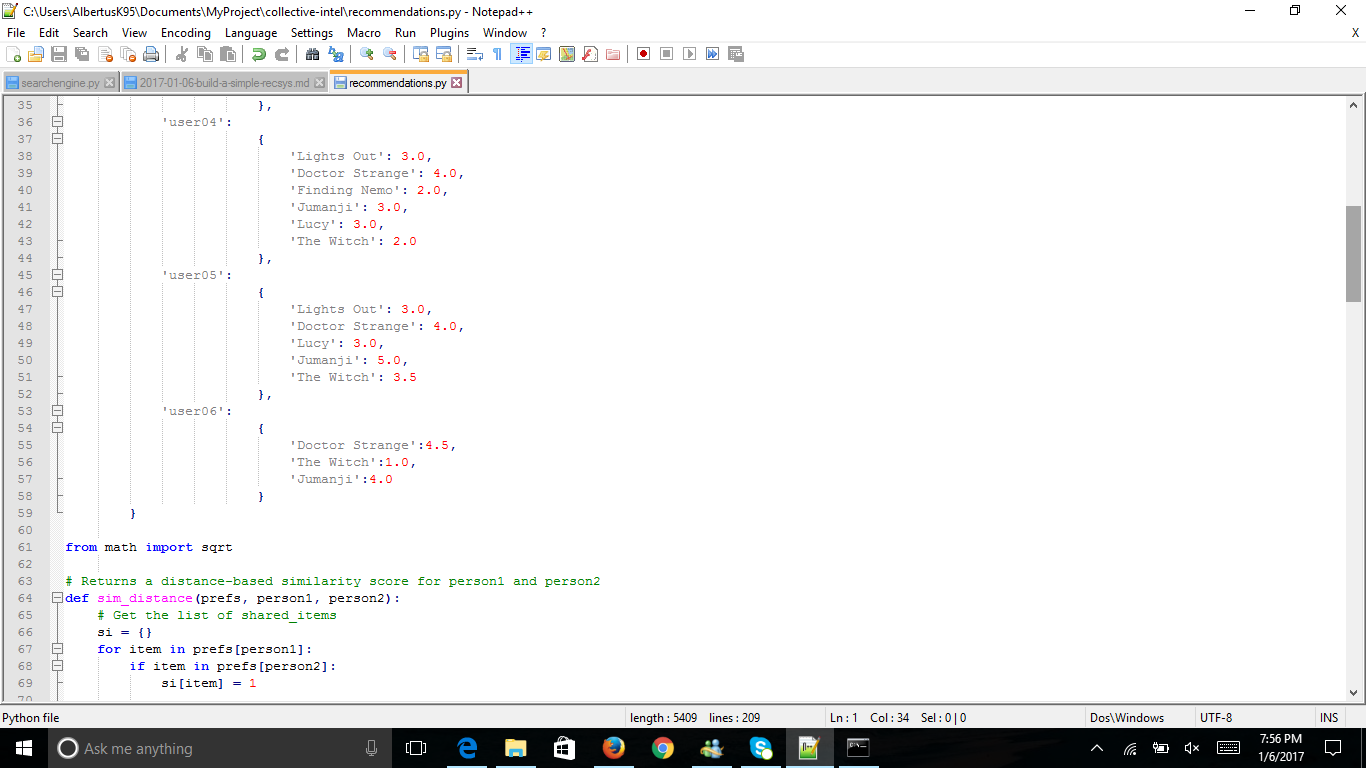 C:\Users\AlbertusK95\Documents\MyProject\collective-intel\recommendations.py - Notepad++
File Edit Search View Encoding Language Settings Macro Run Plugins Window ? X
searchengine.py 2017-01-06-build-a-simple-recsys.md recommendations.py
35 },
36 'user04':
37 {
38 'Lights Out': 3.0,
39 'Doctor Strange': 4.0,
40 'Finding Nemo': 2.0,
41 'Jumanji': 3.0,
42 'Lucy': 3.0,
43 'The Witch': 2.0
44 },
45 'user05':
46 {
47 'Lights Out': 3.0,
48 'Doctor Strange': 4.0,
49 'Lucy': 3.0,
50 'Jumanji': 5.0,
51 'The Witch': 3.5
52 },
53 'user06':
54 {
55 'Doctor Strange':4.5,
56 'The Witch':1.0,
57 'Jumanji':4.0
58 }
59 }
60
61 from math import sqrt
62
63 # Returns a distance-based similarity score for person1 and person2
64 def sim_distance(prefs, person1, person2):
65 # Get the list of shared_items
66 si = {}
67 for item in prefs[person1]:
68 if item in prefs[person2]:
69 si[item] = 1
70
Python file length : 5409 lines : 209 Ln : 1 Col : 34 Sel : 0 | 0 Dos\Windows UTF-8 INS
Ask me anything 7:56 PM
1/6/2017